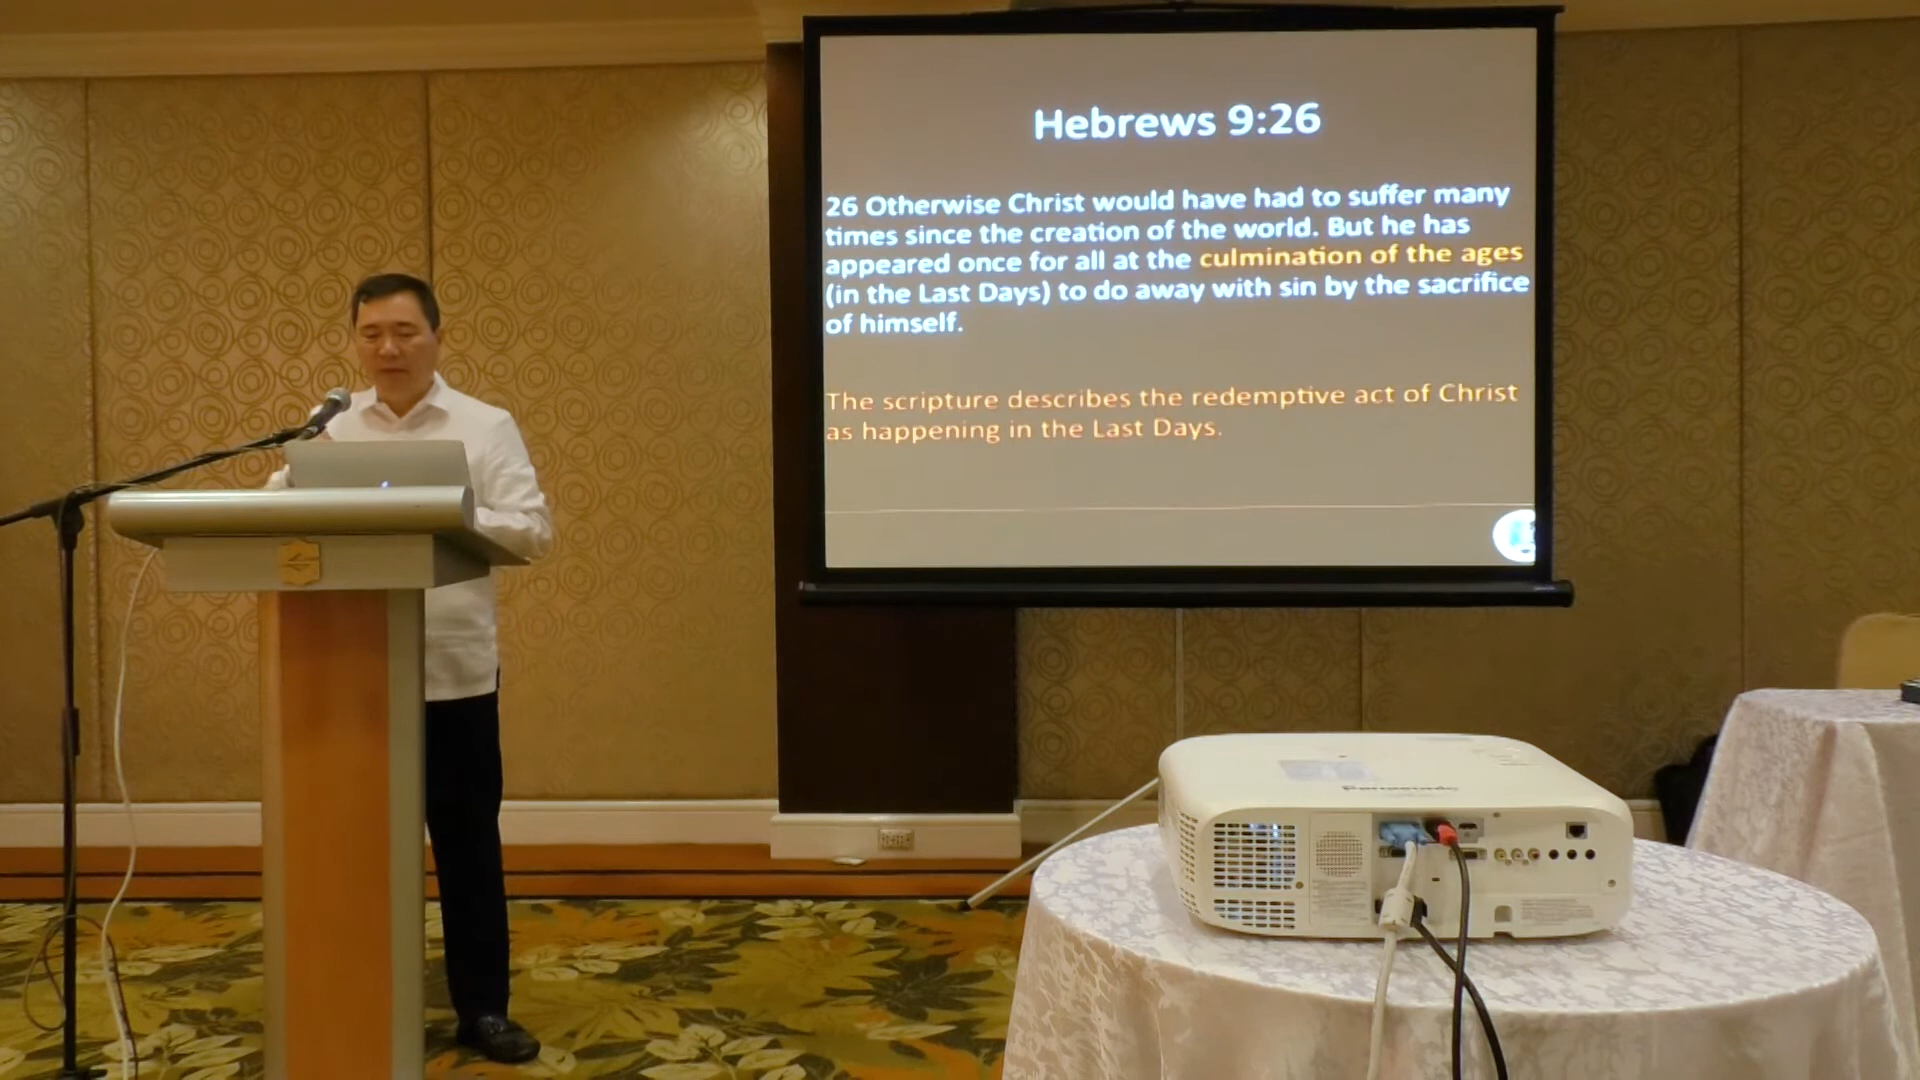 Hebrews 9:26
26 Otherwise Christ would have had to suffer many
times since the creation of the world. But he has
appeared once for all at the culmination of the ages
(in the Last Days) to do away with sin by the sacrifice
of himself.
The scripture describes the redemptive act of Christ
as happening in the Last Days.
Panasonic